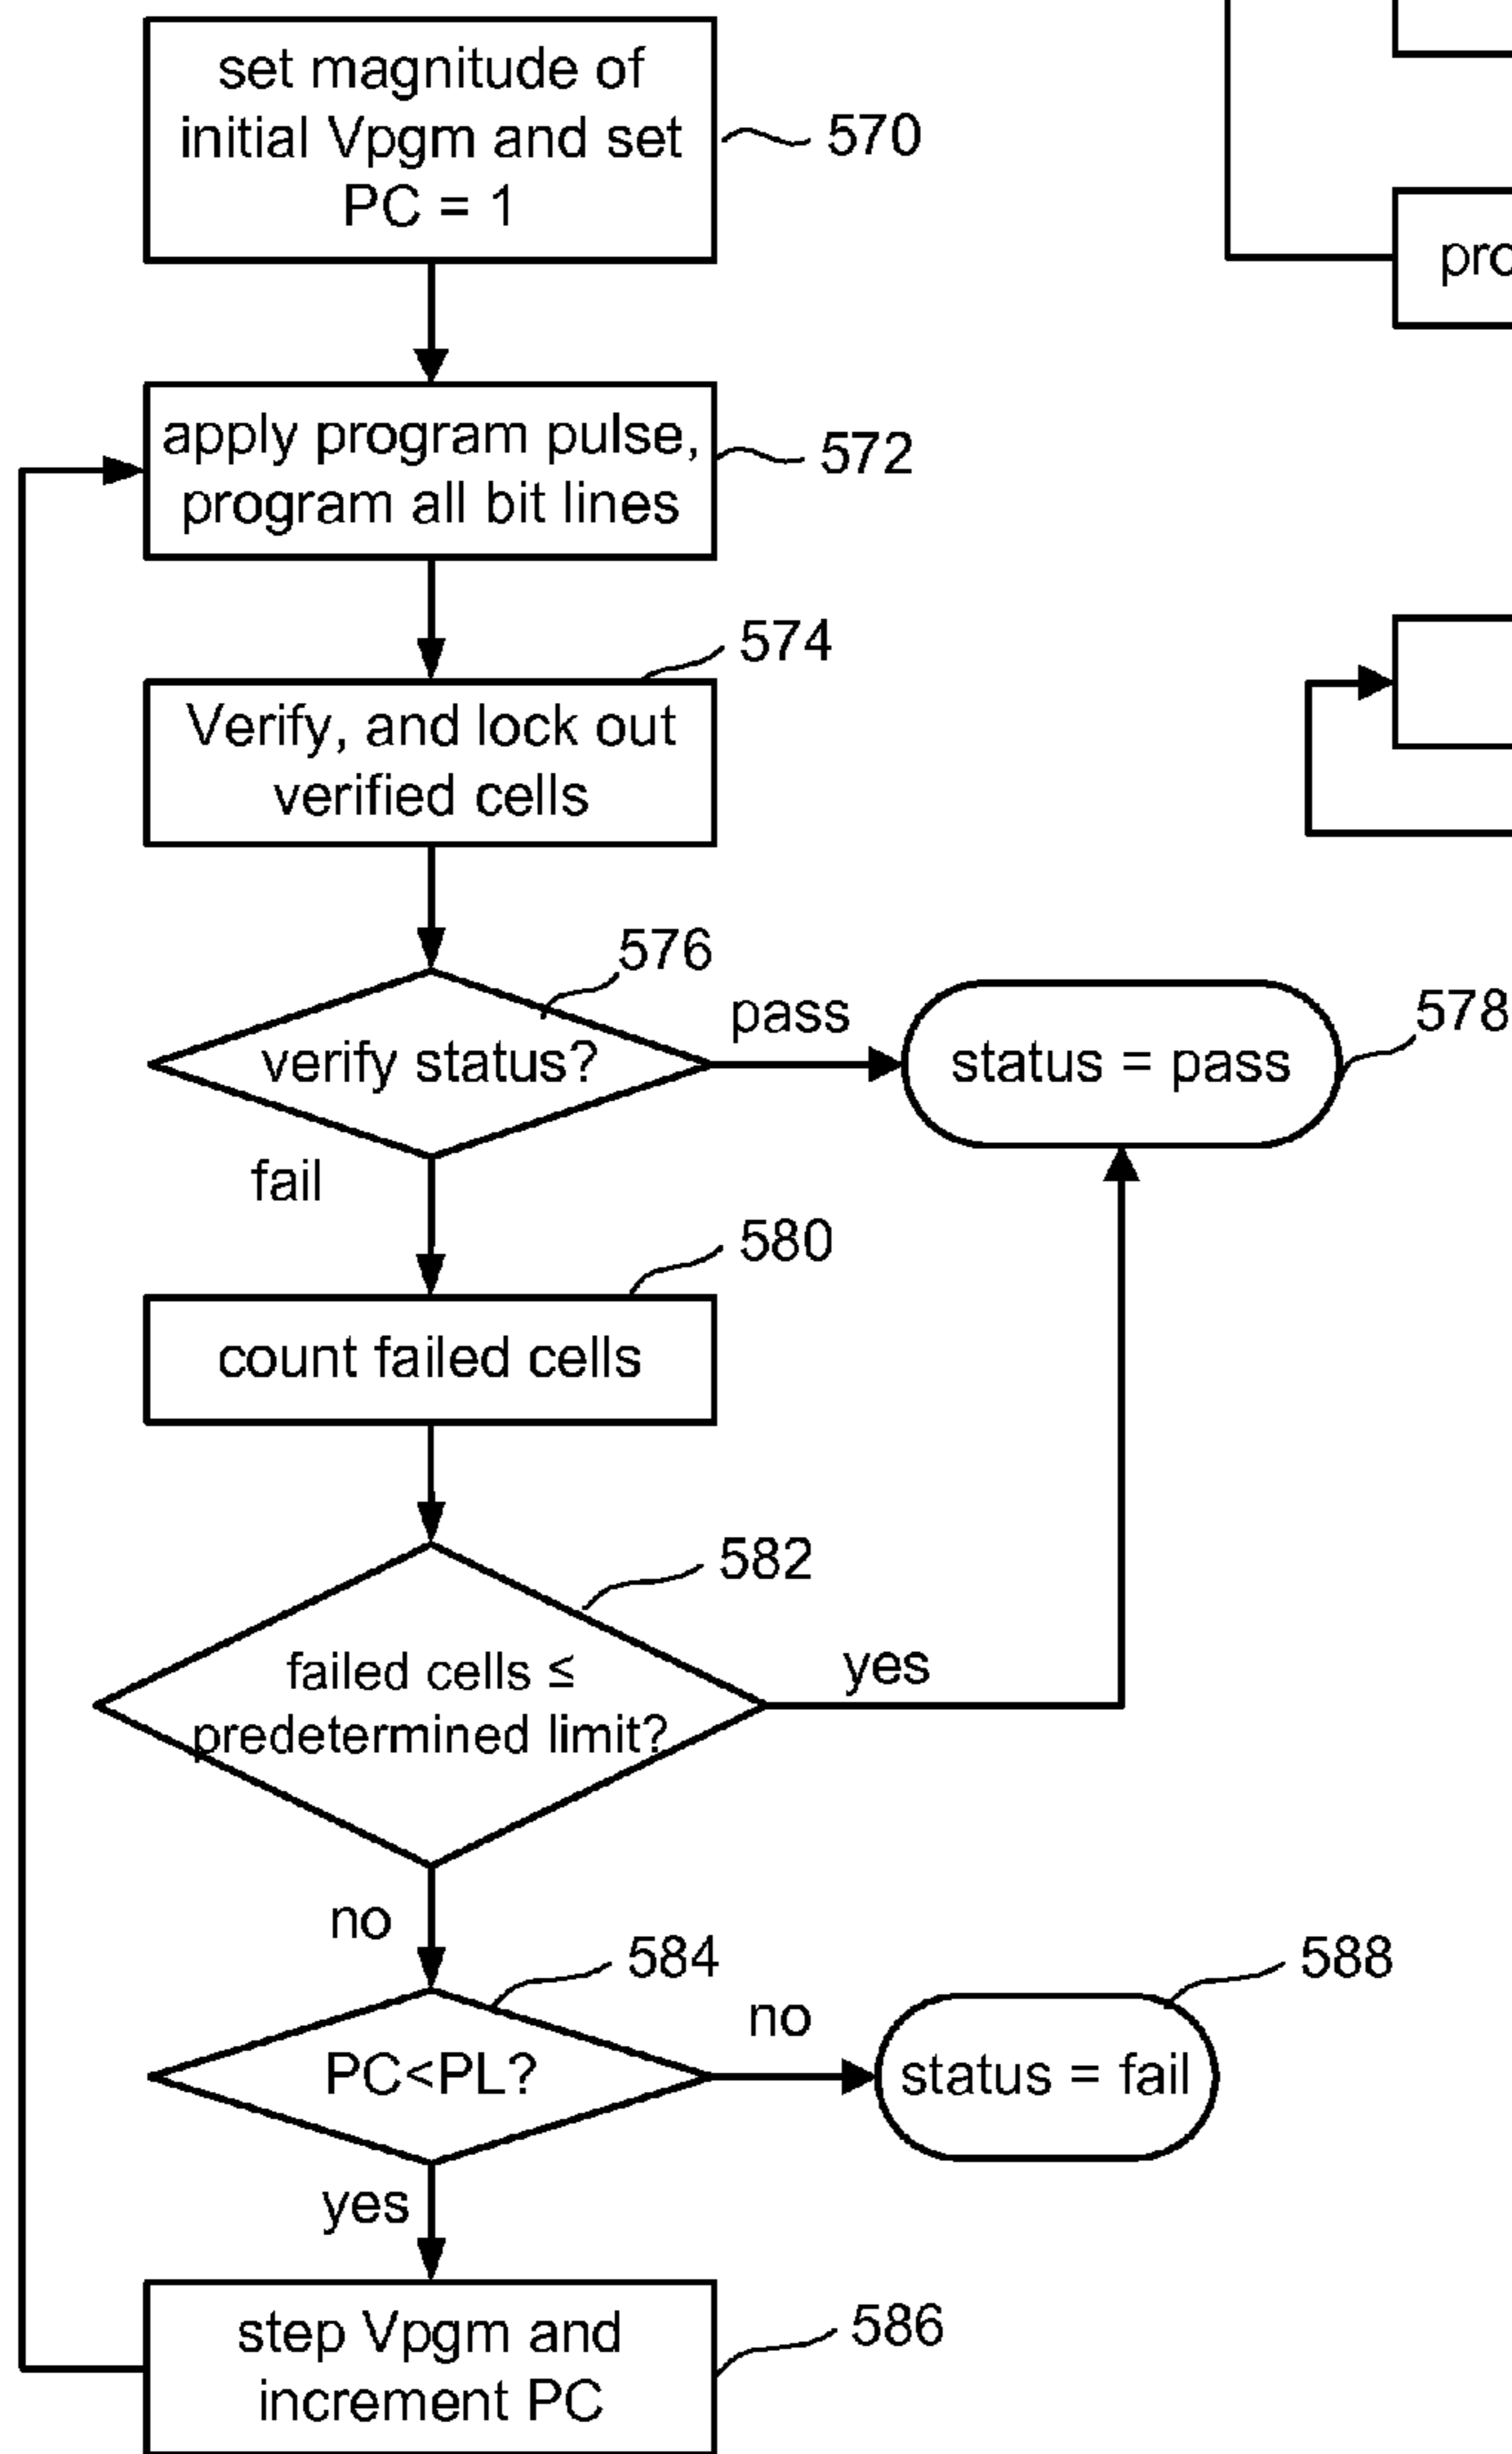 set magnitude of
initial Vpgm and set
PC = 1
570
apply program pulse,
program all bit lines
572
574
Verify, and lock out
verified cells
576
verify status?
pass
status = pass
578
fail
580
count failed cells
582
failed cells ≤
predetermined limit?
yes
no
584
PC<PL?
no
status = fail
588
yes
step Vpgm and
increment PC
586